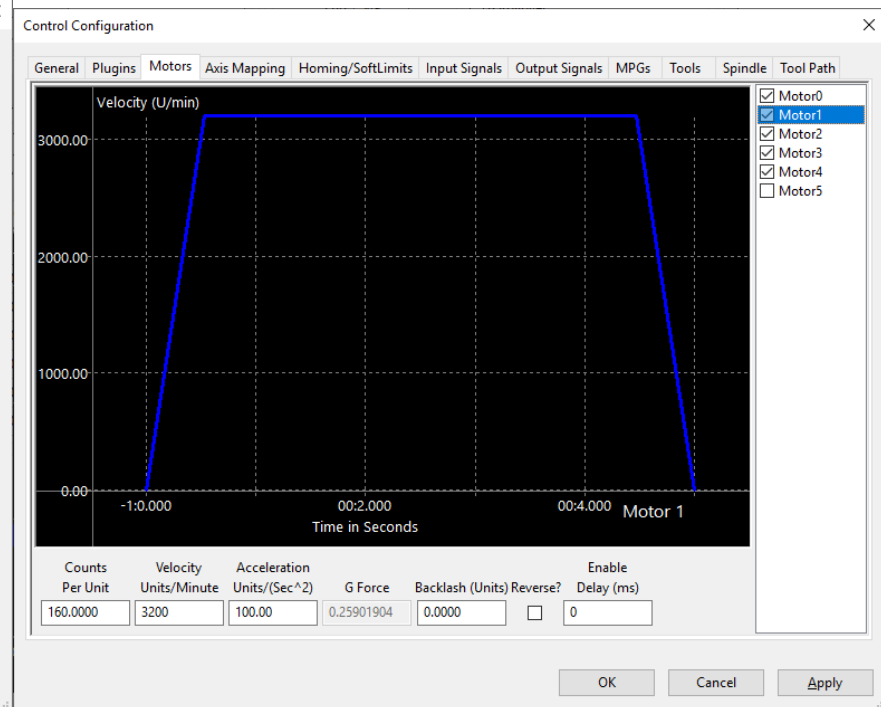 Control Configuration
General Plugins Motors Axis Mapping Homing/SoftLimits Input Signals Output Signals MPGs Tools Spindle Tool Path
Velocity (U/min)
3000.00
2000.00
1000.00
0.00
-1:0.000 00:2.000 00:4.000
Time in Seconds
Motor 1
Motor0
Motor1
Motor2
Motor3
Motor4
Motor5
Counts Per Unit
Velocity Units/Minute
Acceleration Units/(Sec^2)
G Force
Backlash (Units)
Reverse?
Enable Delay (ms)
160.0000 3200 100.00 0.25901904 0.0000 0
OK Cancel Apply